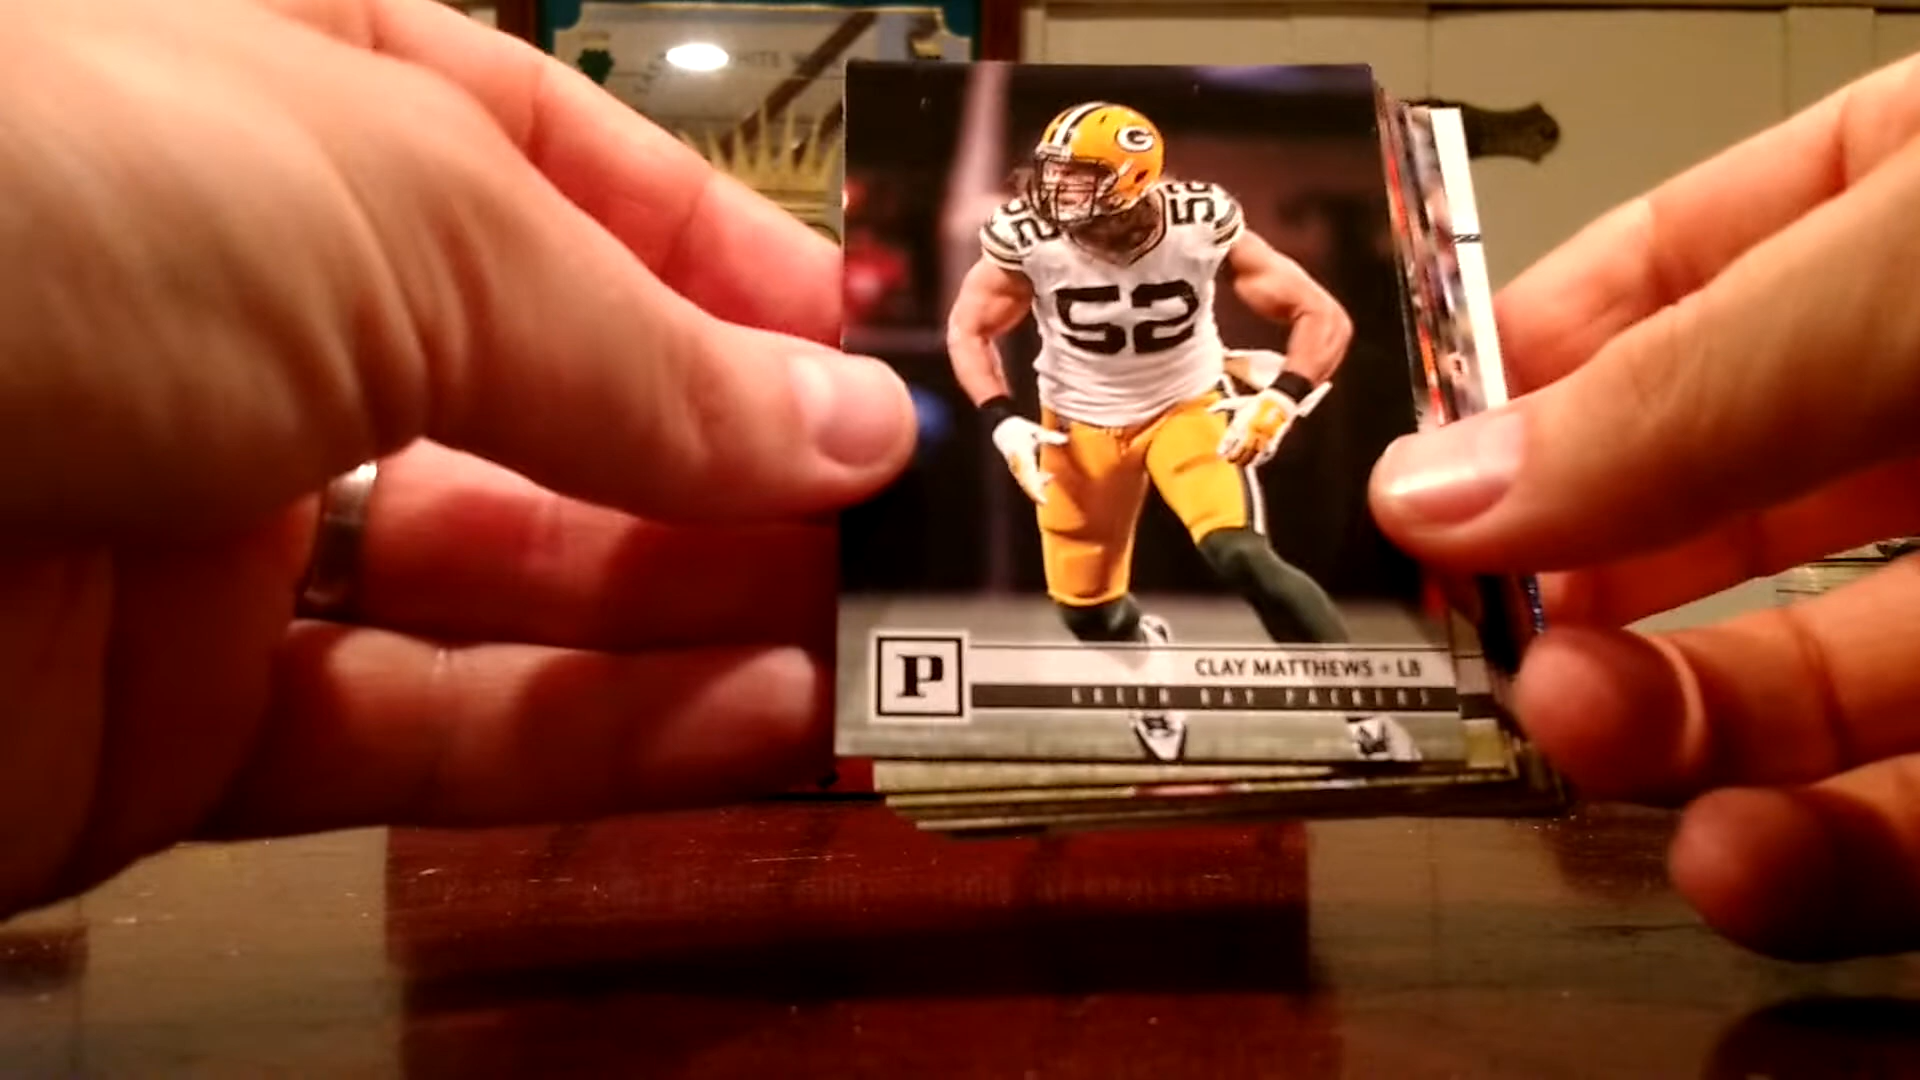 G
52
52
52
P
CLAY MATTHEWS • LB
GREEN BAY PACKERS